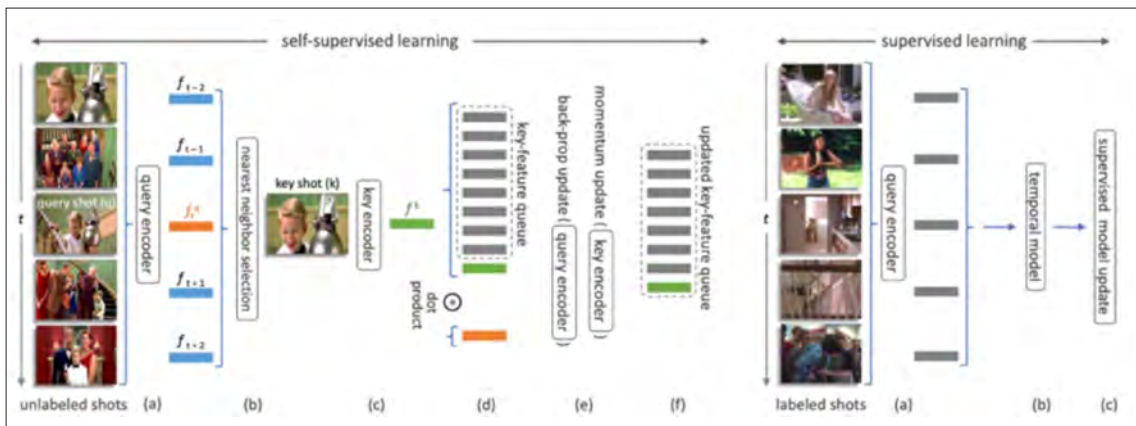 self-supervised learning
supervised learning
t
query shot (q)
unlabeled shots
query encoder
(a)
f t−2
f t−1
f t q
f t+1
f t+2
nearest neighbor selection
(b)
key shot (k)
key encoder
(c)
f k
key-feature queue
dot product
(d)
back-prop update ( query encoder )
momentum update ( key encoder )
(e)
updated key-feature queue
(f)
t
labeled shots
query encoder
(a)
temporal model
(b)
supervised model update
(c)